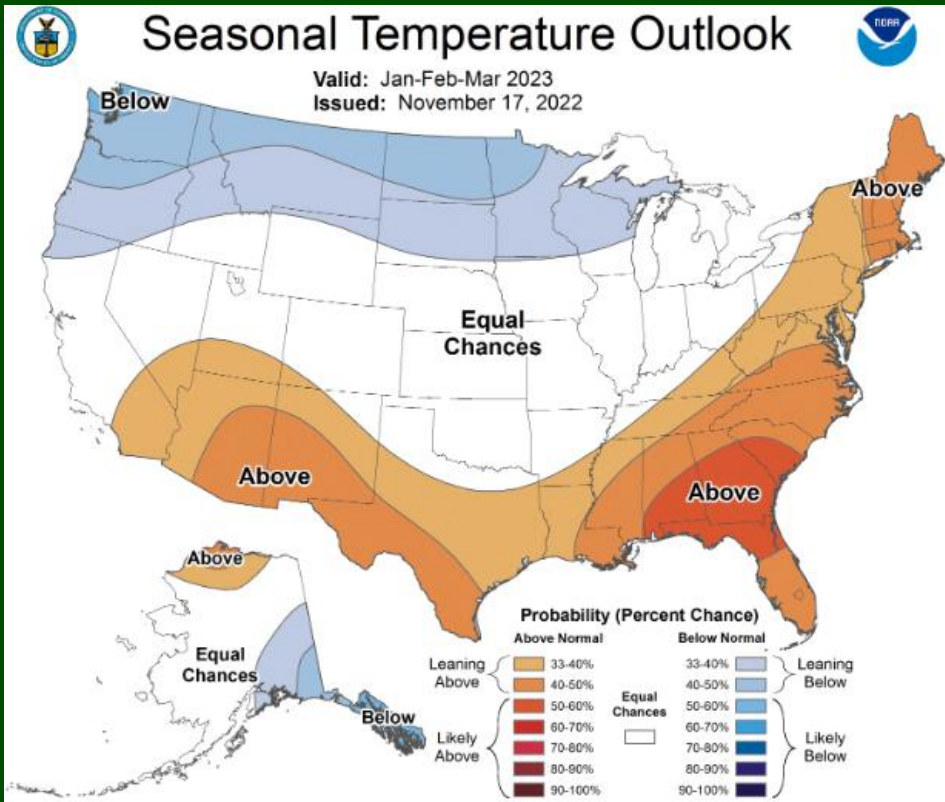 Seasonal Temperature Outlook
NOAA
Valid: Jan-Feb-Mar 2023
Issued: November 17, 2022
Below
Above
Equal
Chances
Above
Above
Above
Equal
Chances
Below
Probability (Percent Chance)
Above Normal
Below Normal
Leaning
Above
33-40%
40-50%
Likely
Above
50-60%
60-70%
70-80%
80-90%
90-100%
Equal
Chances
33-40%
40-50%
Leaning
Below
50-60%
60-70%
70-80%
80-90%
90-100%
Likely
Below